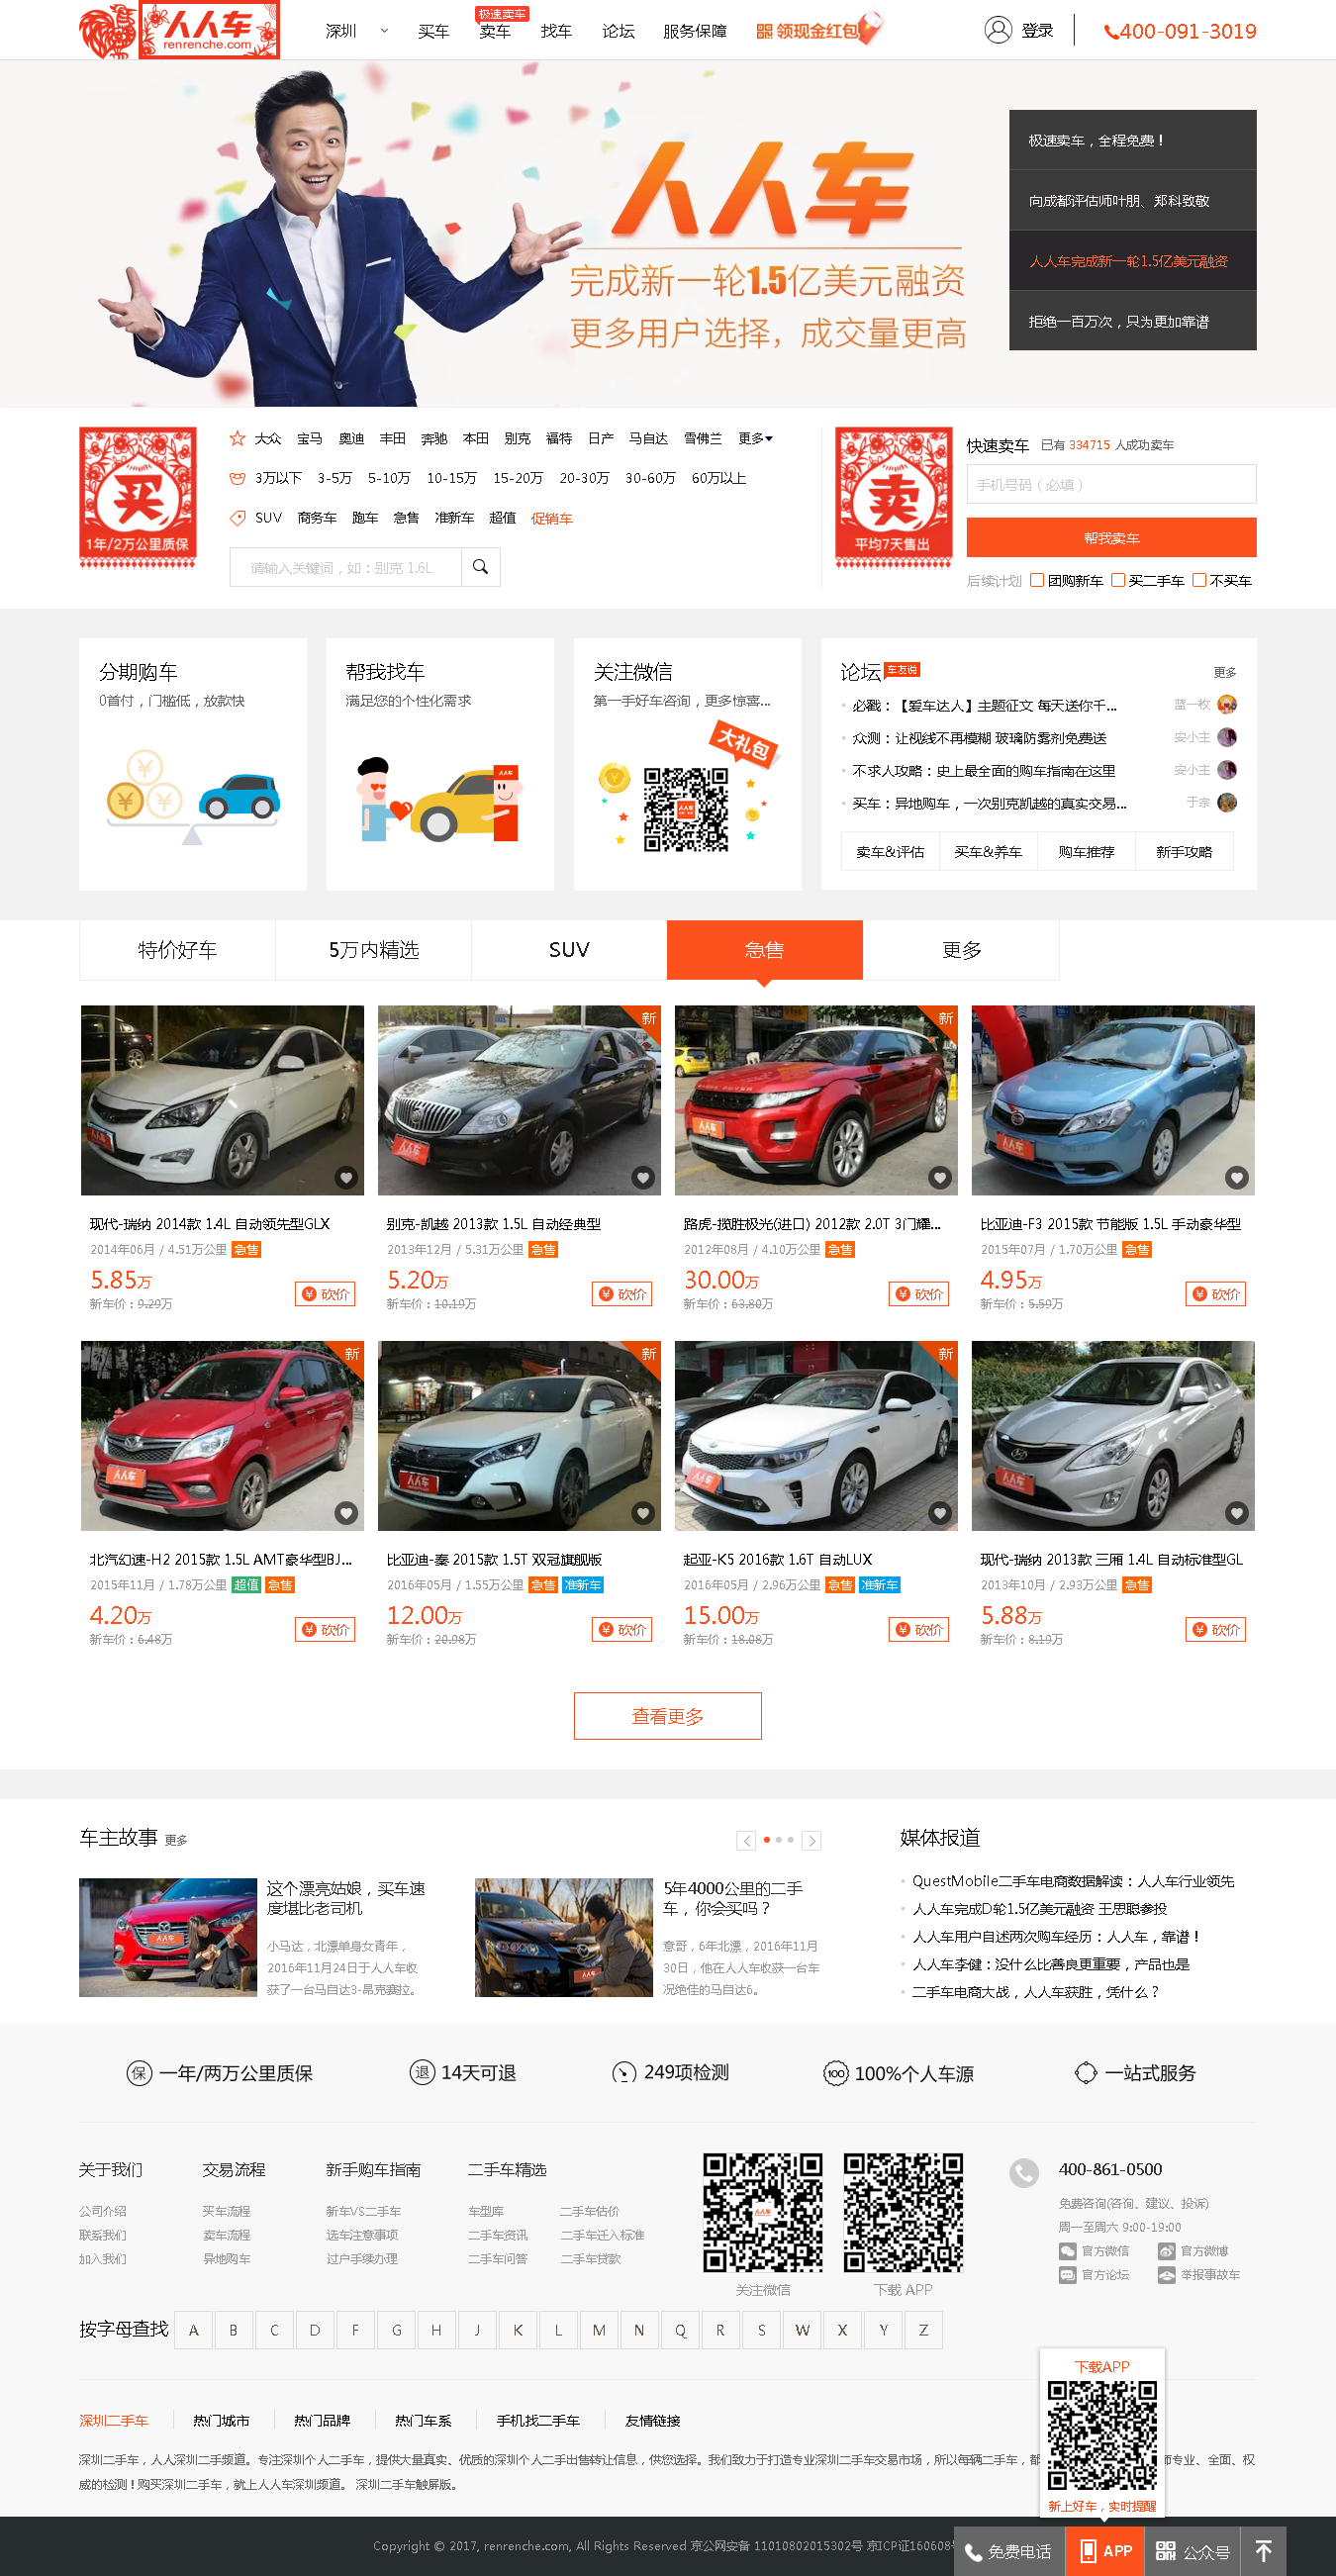 人人车
renrenche.com
深圳
买车
极速卖车
卖车
找车
论坛
服务保障
领现金红包
登录
400-091-3019
人人车
完成新一轮1.5亿美元融资
更多用户选择，成交量更高
极速卖车，全程免费！
向成都评估师叶朋、郑科致敬
人人车完成新一轮1.5亿美元融资
拒绝一百万次，只为更加靠谱
买
1年/2万公里质保
大众 宝马 奥迪 丰田 奔驰 本田 别克 福特 日产 马自达 雪佛兰 更多
3万以下 3-5万 5-10万 10-15万 15-20万 20-30万 30-60万 60万以上
SUV 商务车 跑车 急售 准新车 超值 促销车
请输入关键词，如：别克 1.6L
卖
平均7天售出
快速卖车 已有 334715 人成功卖车
手机号码（必填）
帮我卖车
后续计划 团购新车 买二手车 不买车
分期购车
0首付，门槛低，放款快
帮我找车
满足您的个性化需求
关注微信
第一手好车咨询，更多惊喜...
大礼包
论坛 车友说 更多
必戳：【爱车达人】主题征文 每天送你千... 蓝一枚
众测：让视线不再模糊 玻璃防雾剂免费送 安小主
不求人攻略：史上最全面的购车指南在这里 安小主
买车：异地购车，一次别克凯越的真实交易... 于宗
卖车&评估 买车&养车 购车推荐 新手攻略
特价好车 5万内精选 SUV 急售 更多
新
新
现代-瑞纳 2014款 1.4L 自动领先型GLX
2014年06月 / 4.51万公里 急售
5.85万
砍价
新车价：9.29万
别克-凯越 2013款 1.5L 自动经典型
2013年12月 / 5.31万公里 急售
5.20万
砍价
新车价：10.19万
路虎-揽胜极光(进口) 2012款 2.0T 3门耀...
2012年08月 / 4.10万公里 急售
30.00万
砍价
新车价：63.80万
比亚迪-F3 2015款 节能版 1.5L 手动豪华型
2015年07月 / 1.70万公里 急售
4.95万
砍价
新车价：5.59万
新
新
新
北汽幻速-H2 2015款 1.5L AMT豪华型BJ...
2015年11月 / 1.78万公里 超值 急售
4.20万
砍价
新车价：6.48万
比亚迪-秦 2015款 1.5T 双冠旗舰版
2016年05月 / 1.55万公里 急售 准新车
12.00万
砍价
新车价：20.98万
起亚-K5 2016款 1.6T 自动LUX
2016年05月 / 2.96万公里 急售 准新车
15.00万
砍价
新车价：18.08万
现代-瑞纳 2013款 三厢 1.4L 自动标准型GL
2013年10月 / 2.93万公里 急售
5.88万
砍价
新车价：8.19万
查看更多
车主故事 更多
这个漂亮姑娘，买车速
度堪比老司机
小马达，北漂单身女青年，
2016年11月24日于人人车收
获了一台马自达3-昂克赛拉。
5年4000公里的二手
车，你会买吗？
意哥，6年北漂，2016年11月
30日，他在人人车收获一台车
况绝佳的马自达6。
媒体报道
QuestMobile二手车电商数据解读：人人车行业领先
人人车完成D轮1.5亿美元融资 王思聪参投
人人车用户自述两次购车经历：人人车，靠谱！
人人车李健：没什么比善良更重要，产品也是
二手车电商大战，人人车获胜，凭什么？
保 一年/两万公里质保
退 14天可退
249项检测
100 100%个人车源
一站式服务
关于我们
公司介绍
联系我们
加入我们
交易流程
买车流程
卖车流程
异地购车
新手购车指南
新车VS二手车
选车注意事项
过户手续办理
二手车精选
车型库 二手车估价
二手车资讯 二手车迁入标准
二手车问答 二手车贷款
关注微信
下载 APP
400-861-0500
免费咨询(咨询、建议、投诉)
周一至周六 9:00-19:00
官方微信 官方微博
官方论坛 举报事故车
按字母查找 A B C D F G H J K L M N Q R S W X Y Z
下载APP
新上好车，实时提醒
深圳二手车 热门城市 热门品牌 热门车系 手机找二手车 友情链接
深圳二手车，人人深圳二手频道。专注深圳个人二手车，提供大量真实、优质的深圳个人二手出售转让信息，供您选择。我们致力于打造专业深圳二手车交易市场，所以每辆二手车，都 师专业、全面、权
威的检测！购买深圳二手车，就上人人车深圳频道。 深圳二手车触屏版。
Copyright © 2017, renrenche.com, All Rights Reserved 京公网安备 11010802015302号 京ICP证160608
免费电话
APP
公众号